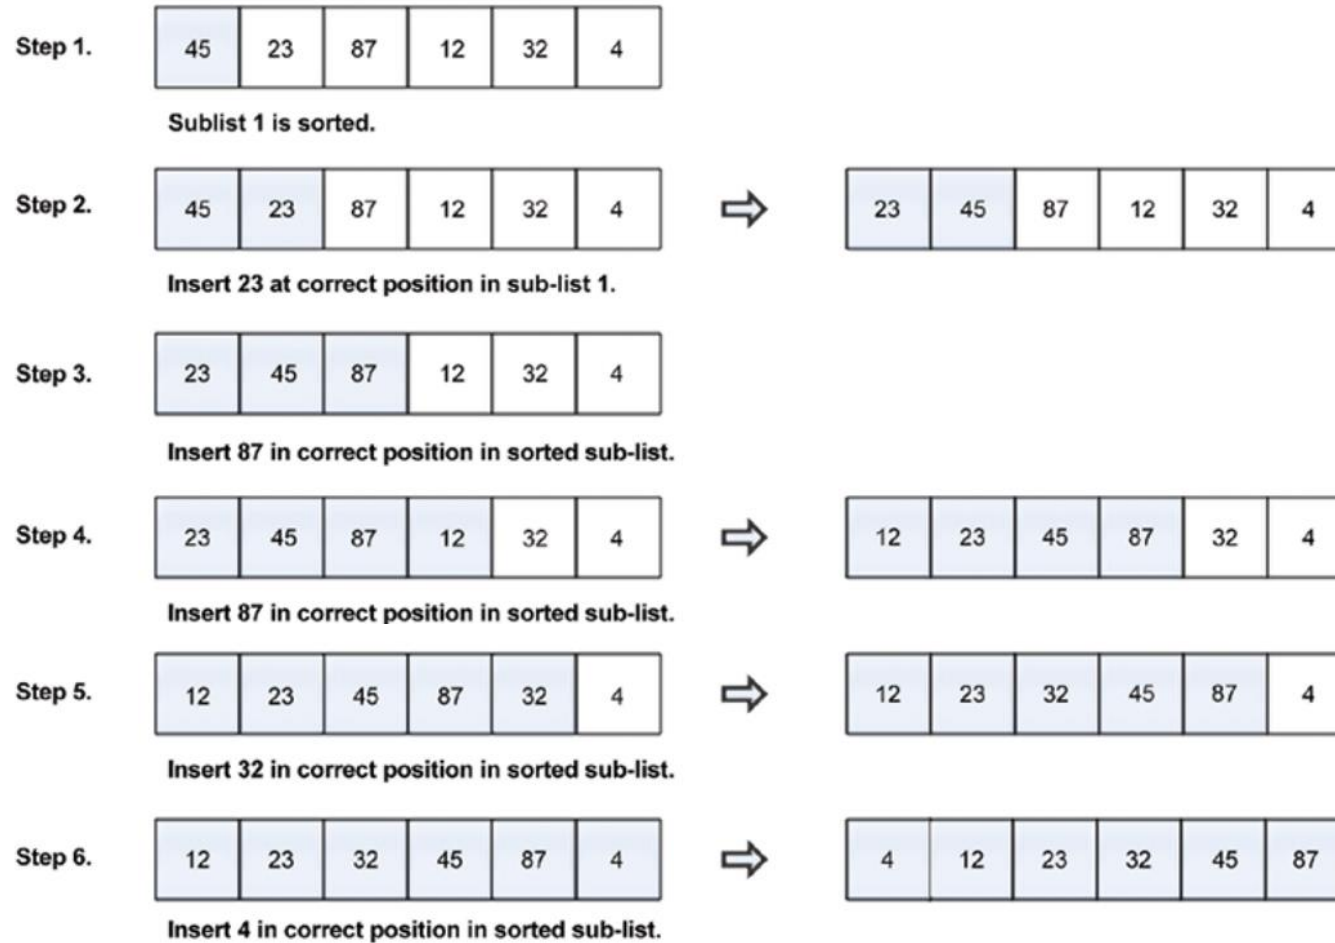 Step 1. 45 23 87 12 32 4
Sublist 1 is sorted.
Step 2. 45 23 87 12 32 4 23 45 87 12 32 4
Insert 23 at correct position in sub-list 1.
Step 3. 23 45 87 12 32 4
Insert 87 in correct position in sorted sub-list.
Step 4. 23 45 87 12 32 4 12 23 45 87 32 4
Insert 87 in correct position in sorted sub-list.
Step 5. 12 23 45 87 32 4 12 23 32 45 87 4
Insert 32 in correct position in sorted sub-list.
Step 6. 12 23 32 45 87 4 4 12 23 32 45 87
Insert 4 in correct position in sorted sub-list.